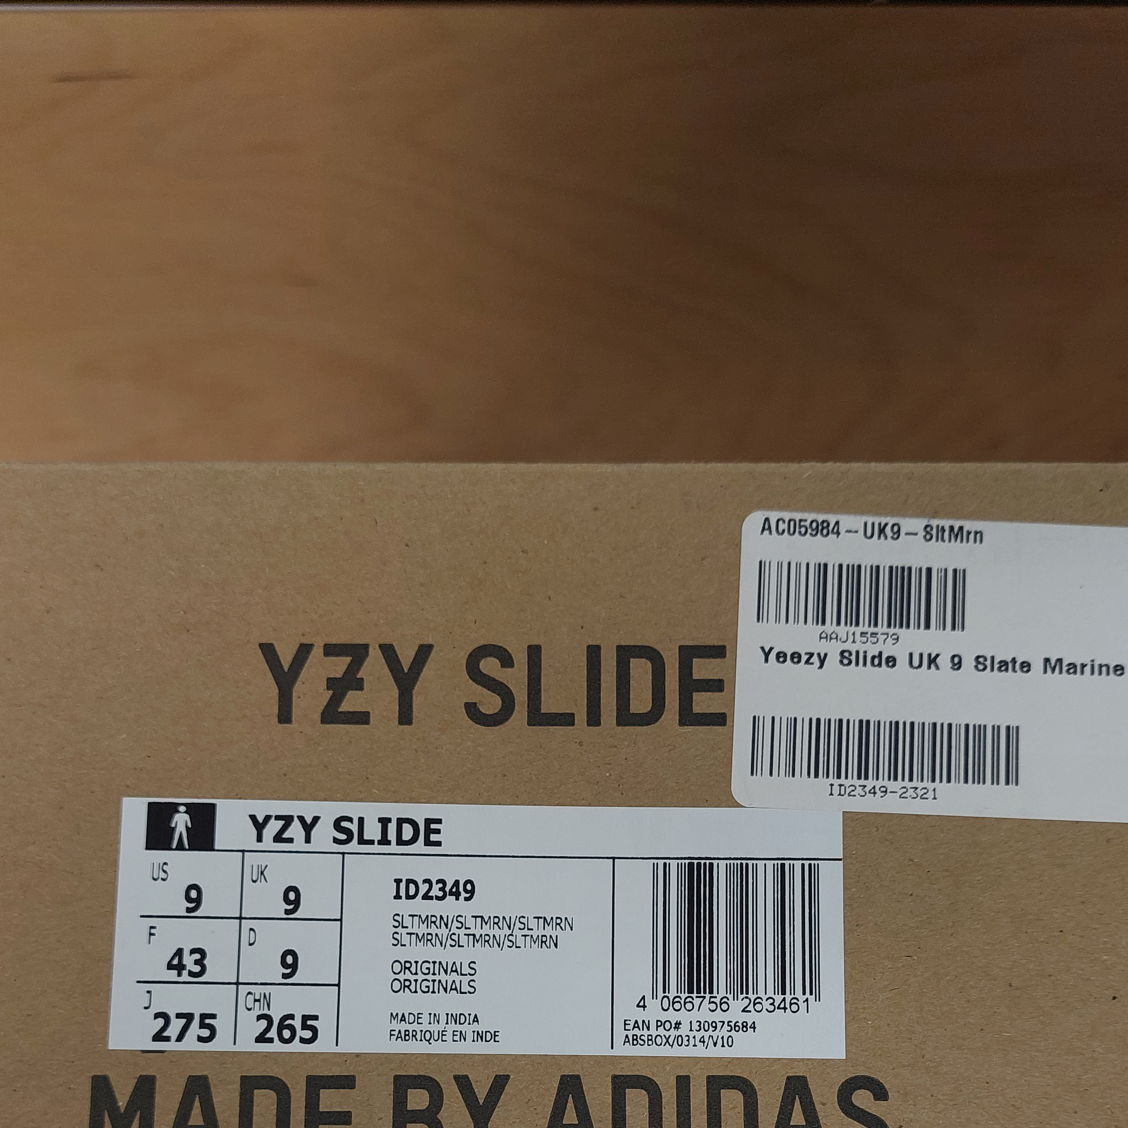 AC05984-UK9-SltMrn
AAJ15579
Yeezy Slide UK 9 Slate Marine
ID2349-2321
YZY SLIDE
YZY SLIDE
US 9 UK 9
F 43 D 9
J 275 CHN 265
ID2349
SLTMRN/SLTMRN/SLTMRN
SLTMRN/SLTMRN/SLTMRN
ORIGINALS
ORIGINALS
MADE IN INDIA
FABRIQUÉ EN INDE
4 066756 263461
EAN PO# 130975684
ABSBOX/0314/V10
MADE BY ADIDAS